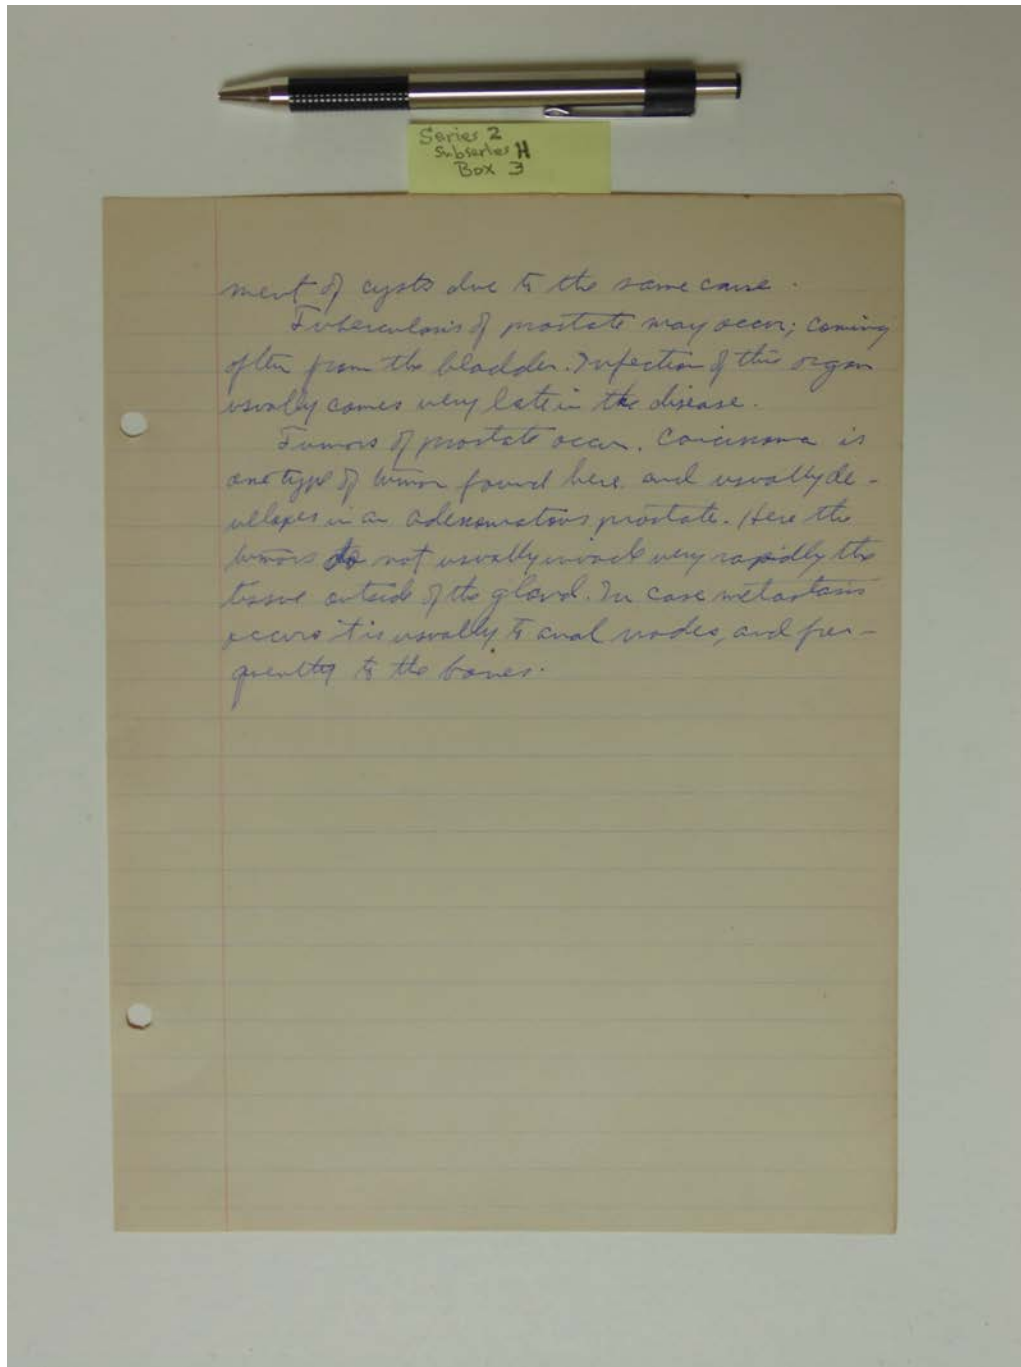 Series 2
Subseries H
Box 3
ment of cysts due to the same cause.
Tuberculosis of prostate may occur; coming
often from the bladder. Infection of this organ
usually comes very late in the disease.
Tumors of prostate occur. Carcinoma is
one type of tumor found here and usually de-
velopes in an adenomatous prostate. Here the
tumors do not usually invade very rapidly the
tissue outside of the gland. In case metastasis
occurs it is usually to anal nodes, and fre-
quently to the bones.